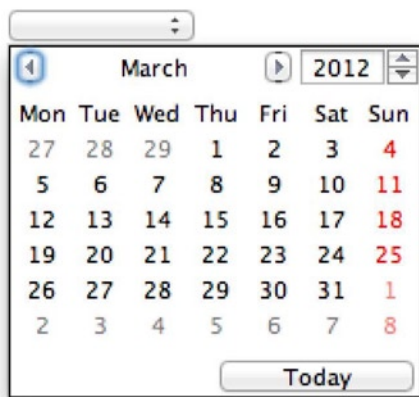 March 2012
Mon Tue Wed Thu Fri Sat Sun
27 28 29 1 2 3 4
5 6 7 8 9 10 11
12 13 14 15 16 17 18
19 20 21 22 23 24 25
26 27 28 29 30 31 1
2 3 4 5 6 7 8
Today